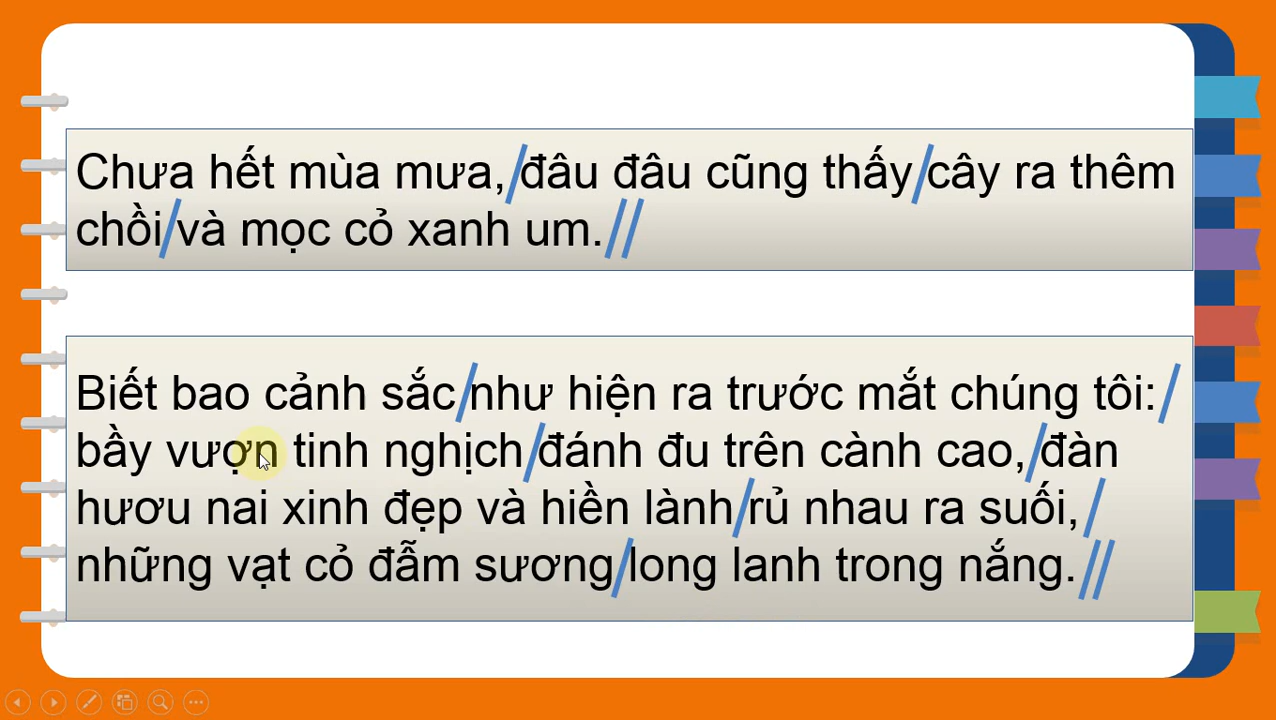 Chưa hết mùa mưa,/đâu đâu cũng thấy/cây ra thêm
chồi/và mọc cỏ xanh um.//
Biết bao cảnh sắc/như hiện ra trước mắt chúng tôi:/
bầy vượn tinh nghịch/đánh đu trên cành cao,/đàn
hươu nai xinh đẹp và hiền lành/rủ nhau ra suối,/
những vạt cỏ đẫm sương/long lanh trong nắng.//